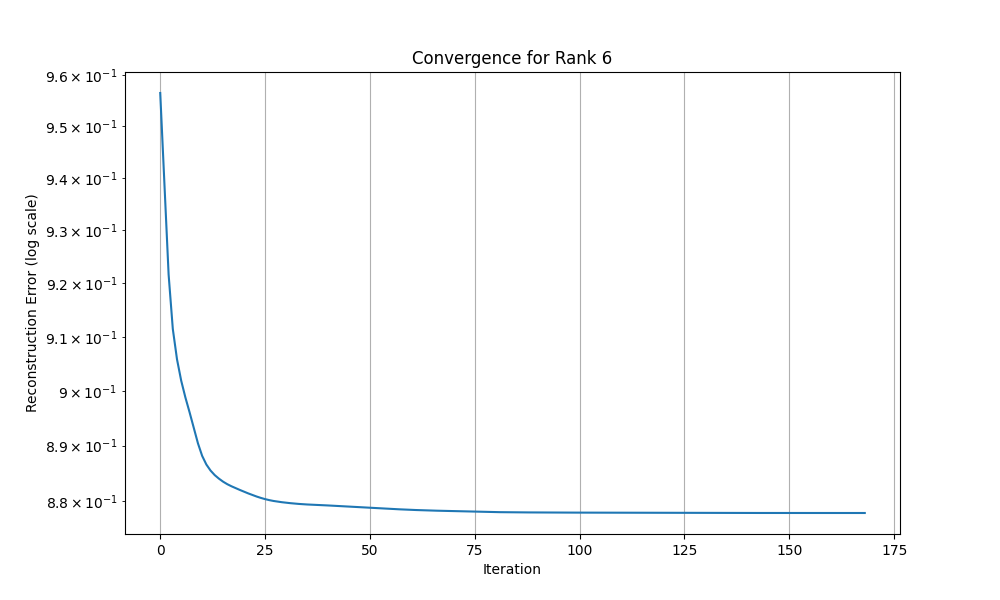 Convergence for Rank 6
Reconstruction Error (log scale)
9.6 × 10⁻¹
9.5 × 10⁻¹
9.4 × 10⁻¹
9.3 × 10⁻¹
9.2 × 10⁻¹
9.1 × 10⁻¹
9 × 10⁻¹
8.9 × 10⁻¹
8.8 × 10⁻¹
0 25 50 75 100 125 150 175
Iteration